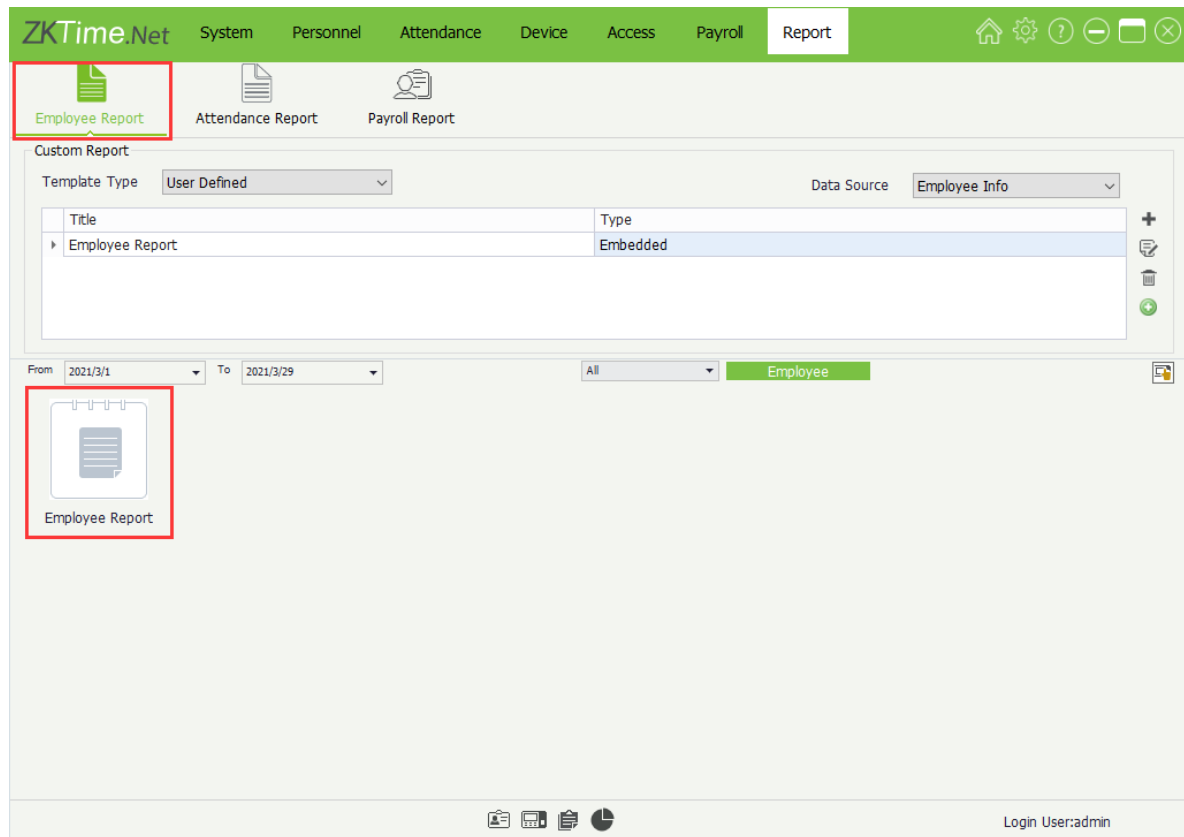 ZKTime.Net System Personnel Attendance Device Access Payroll Report
Employee Report Attendance Report Payroll Report
Custom Report
Template Type User Defined Data Source Employee Info
Title Type
Employee Report Embedded
From 2021/3/1 To 2021/3/29 All Employee
Employee Report
Login User:admin